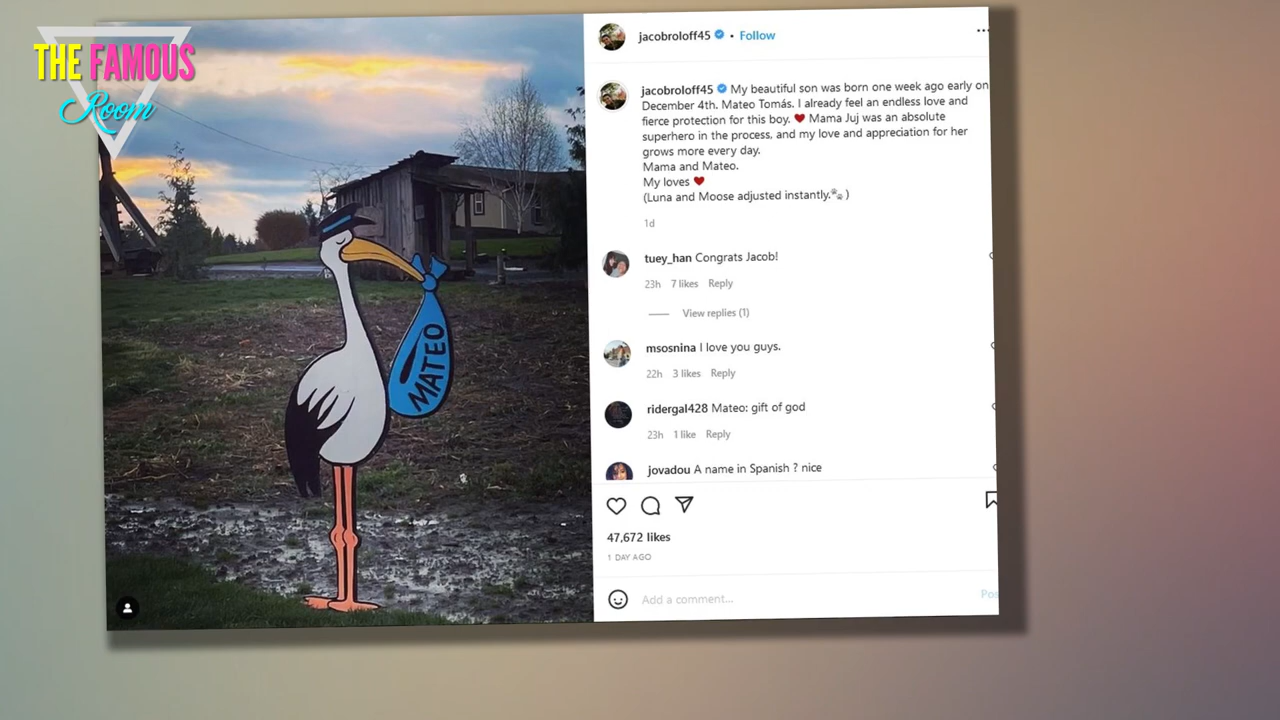 THE FAMOUS
Room
MATEO
jacobroloff45 • Follow
jacobroloff45 My beautiful son was born one week ago early on
December 4th. Mateo Tomás. I already feel an endless love and
fierce protection for this boy. ❤️ Mama Juj was an absolute
superhero in the process, and my love and appreciation for her
grows more every day.
Mama and Mateo.
My loves ❤️
(Luna and Moose adjusted instantly.🐾 )
1d
tuey_han Congrats Jacob!
23h 7 likes Reply
View replies (1)
msosnina I love you guys.
22h 3 likes Reply
ridergal428 Mateo: gift of god
23h 1 like Reply
jovadou A name in Spanish ? nice
47,672 likes
1 DAY AGO
Add a comment...